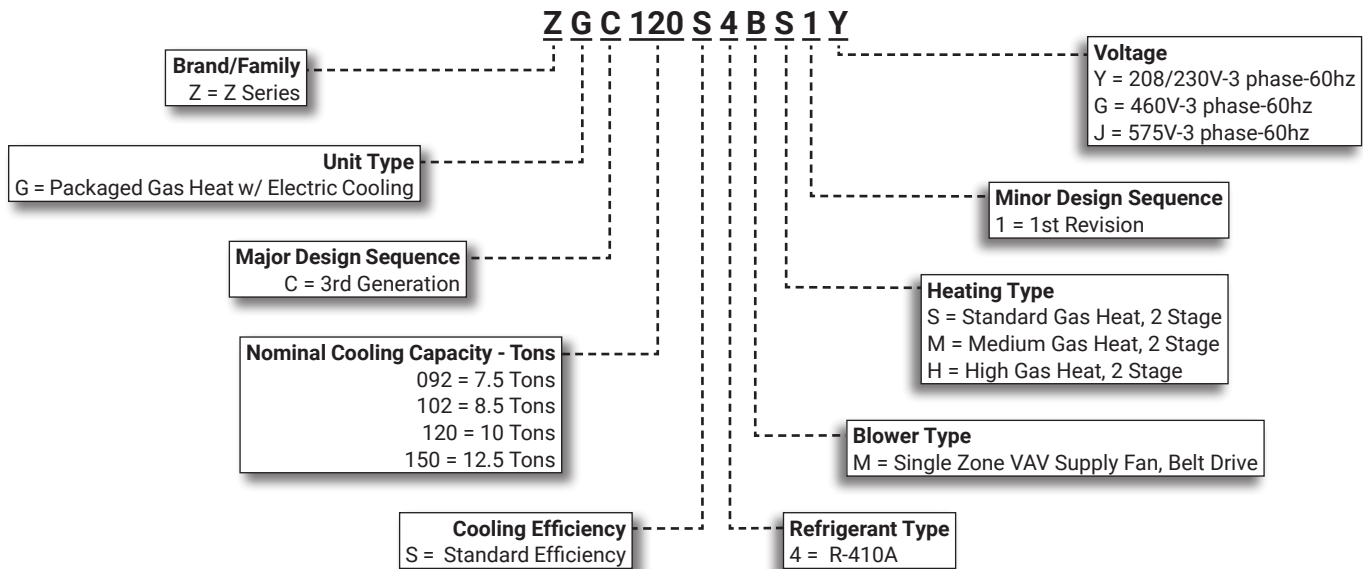 Z G C 120 S 4 B S 1 Y
Brand/Family
Z = Z Series
Unit Type
G = Packaged Gas Heat w/ Electric Cooling
Major Design Sequence
C = 3rd Generation
Nominal Cooling Capacity - Tons
092 = 7.5 Tons
102 = 8.5 Tons
120 = 10 Tons
150 = 12.5 Tons
Cooling Efficiency
S = Standard Efficiency
Refrigerant Type
4 = R-410A
Blower Type
M = Single Zone VAV Supply Fan, Belt Drive
Heating Type
S = Standard Gas Heat, 2 Stage
M = Medium Gas Heat, 2 Stage
H = High Gas Heat, 2 Stage
Minor Design Sequence
1 = 1st Revision
Voltage
Y = 208/230V-3 phase-60hz
G = 460V-3 phase-60hz
J = 575V-3 phase-60hz